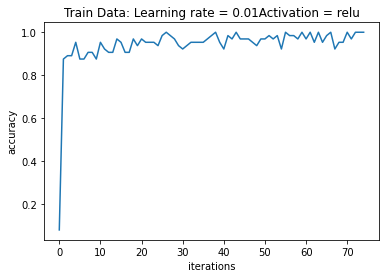 Train Data: Learning rate = 0.01Activation = relu
1.0
0.8
0.6
0.4
0.2
accuracy
0 10 20 30 40 50 60 70
iterations